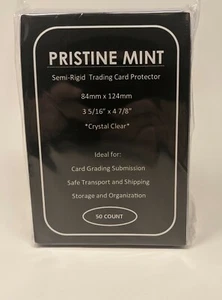 PRISTINE MINT
Semi-Rigid Trading Card Protector
84mm x 124mm
3 5/16" x 4 7/8"
*Crystal Clear*
Ideal for:
Card Grading Submission
Safe Transport and Shipping
Storage and Organization
50 COUNT